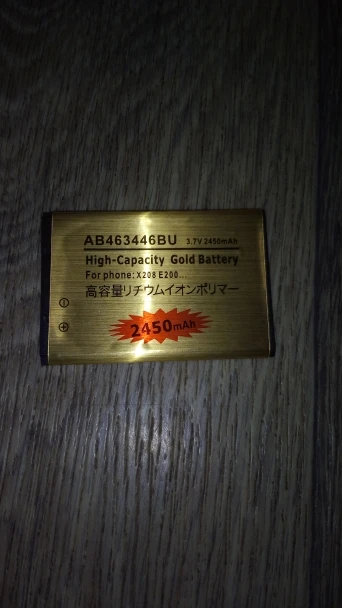 AB463446BU 3.7V 2450mAh
High-Capacity Gold Battery
For phone: X208 E200...
高容量リチウムイオンポリマー
2450mAh